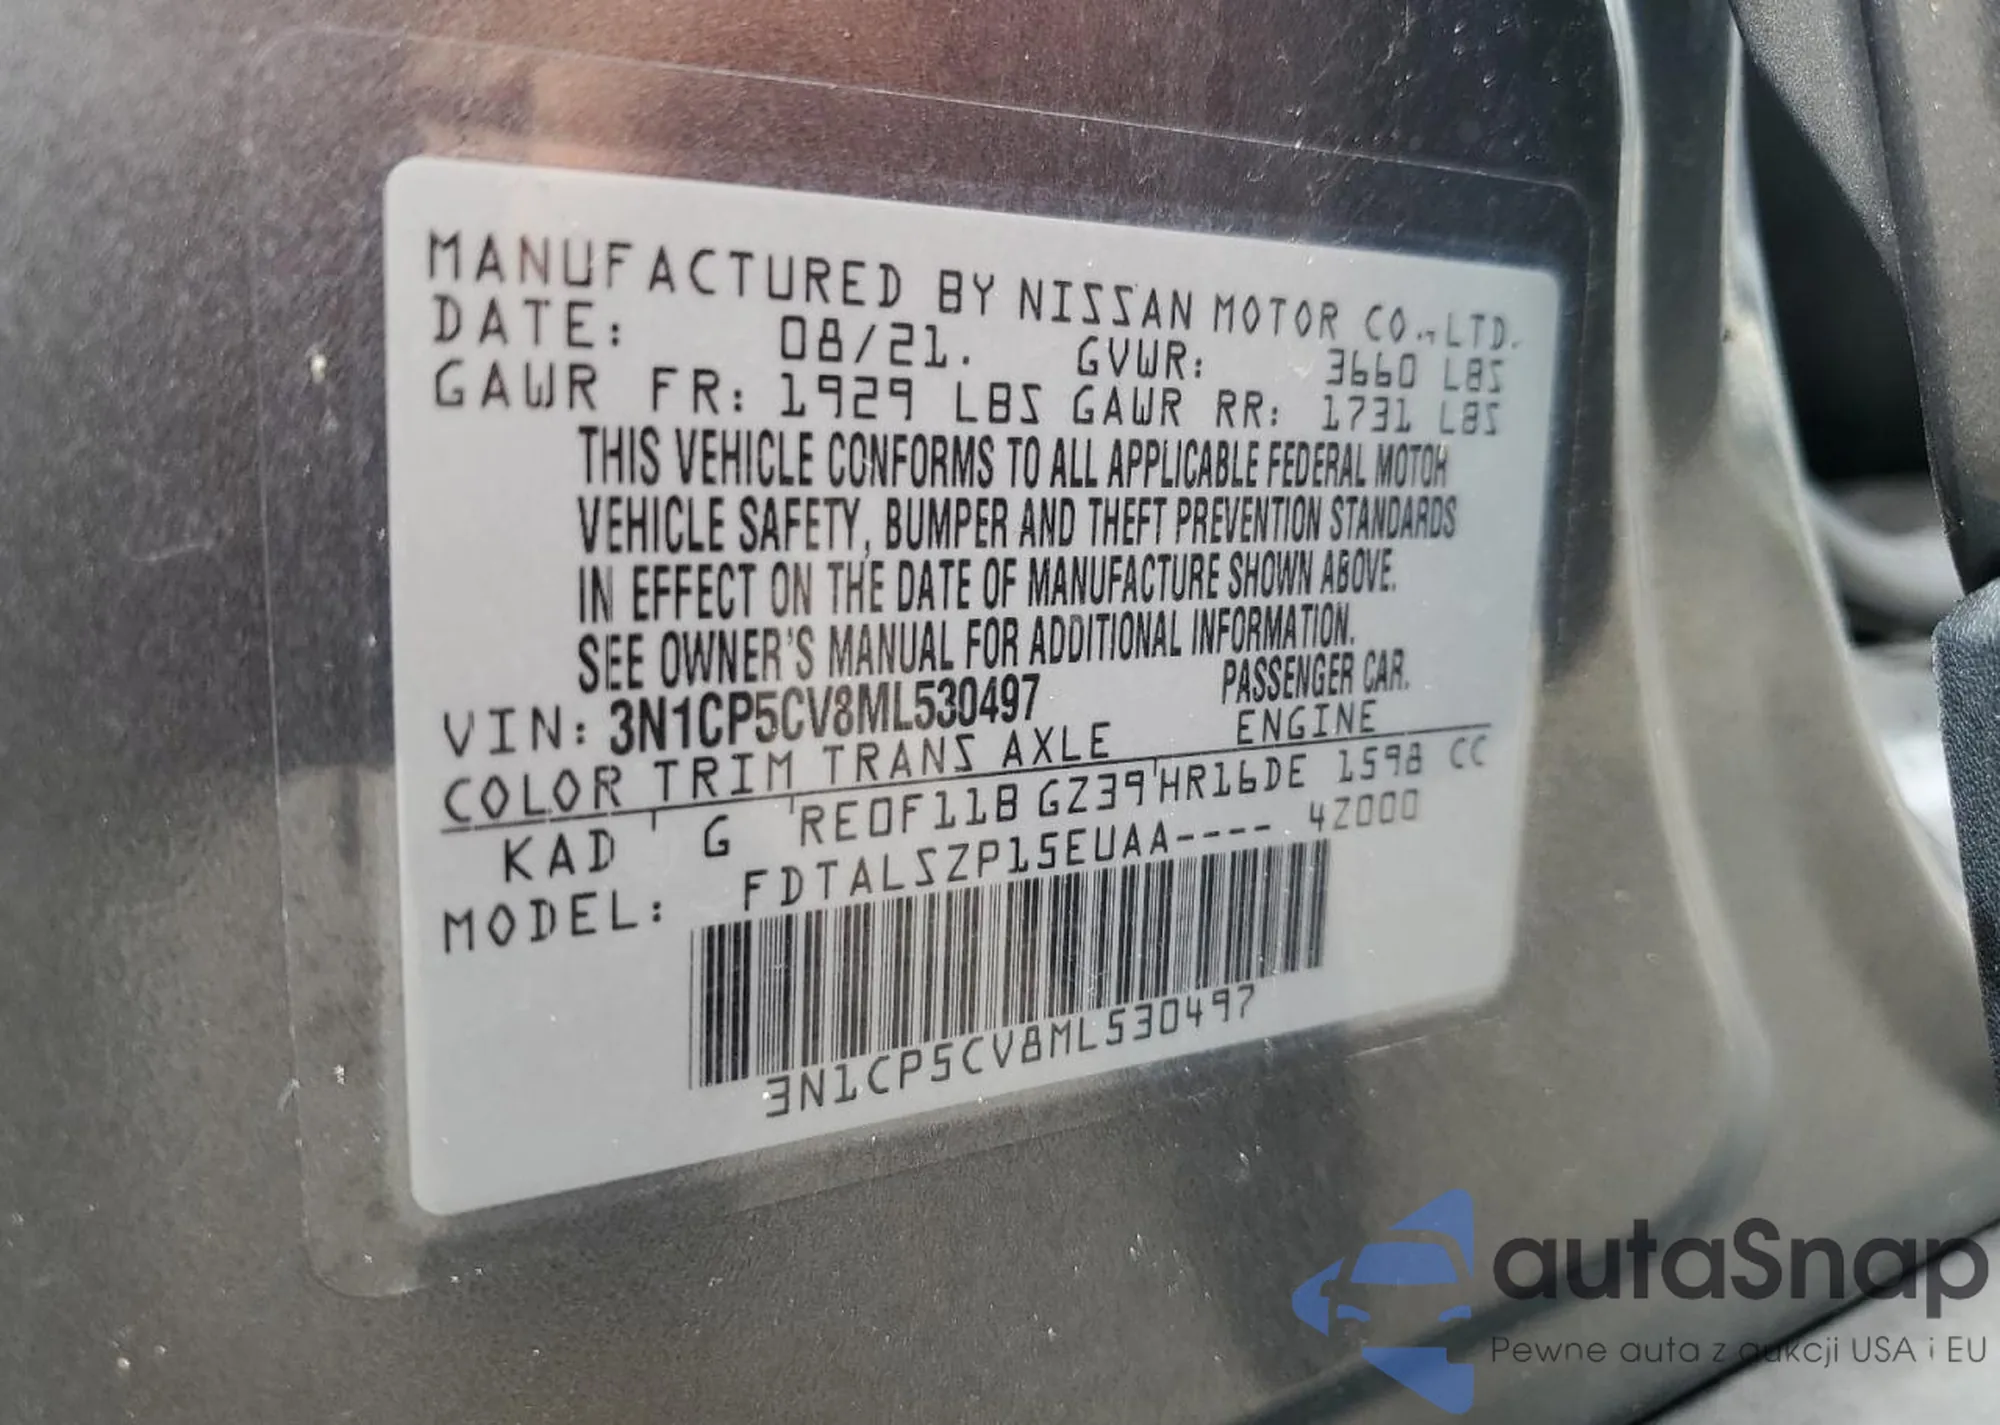 MANUFACTURED BY NISSAN MOTOR CO.,LTD.
DATE: 08/21. GVWR: 3660 LBS
GAWR FR: 1929 LBS GAWR RR: 1731 LBS
THIS VEHICLE CONFORMS TO ALL APPLICABLE FEDERAL MOTOR
VEHICLE SAFETY, BUMPER AND THEFT PREVENTION STANDARDS
IN EFFECT ON THE DATE OF MANUFACTURE SHOWN ABOVE.
SEE OWNER'S MANUAL FOR ADDITIONAL INFORMATION.
VIN: 3N1CP5CV8ML530497 PASSENGER CAR.
COLOR TRIM TRANS AXLE ENGINE
KAD G RE0F11B GZ39 HR16DE 1598 CC
MODEL: FDTALSZP15EUAA---- 4Z000
3N1CP5CV8ML530497
autaSnap
Pewne auta z aukcji USA i EU